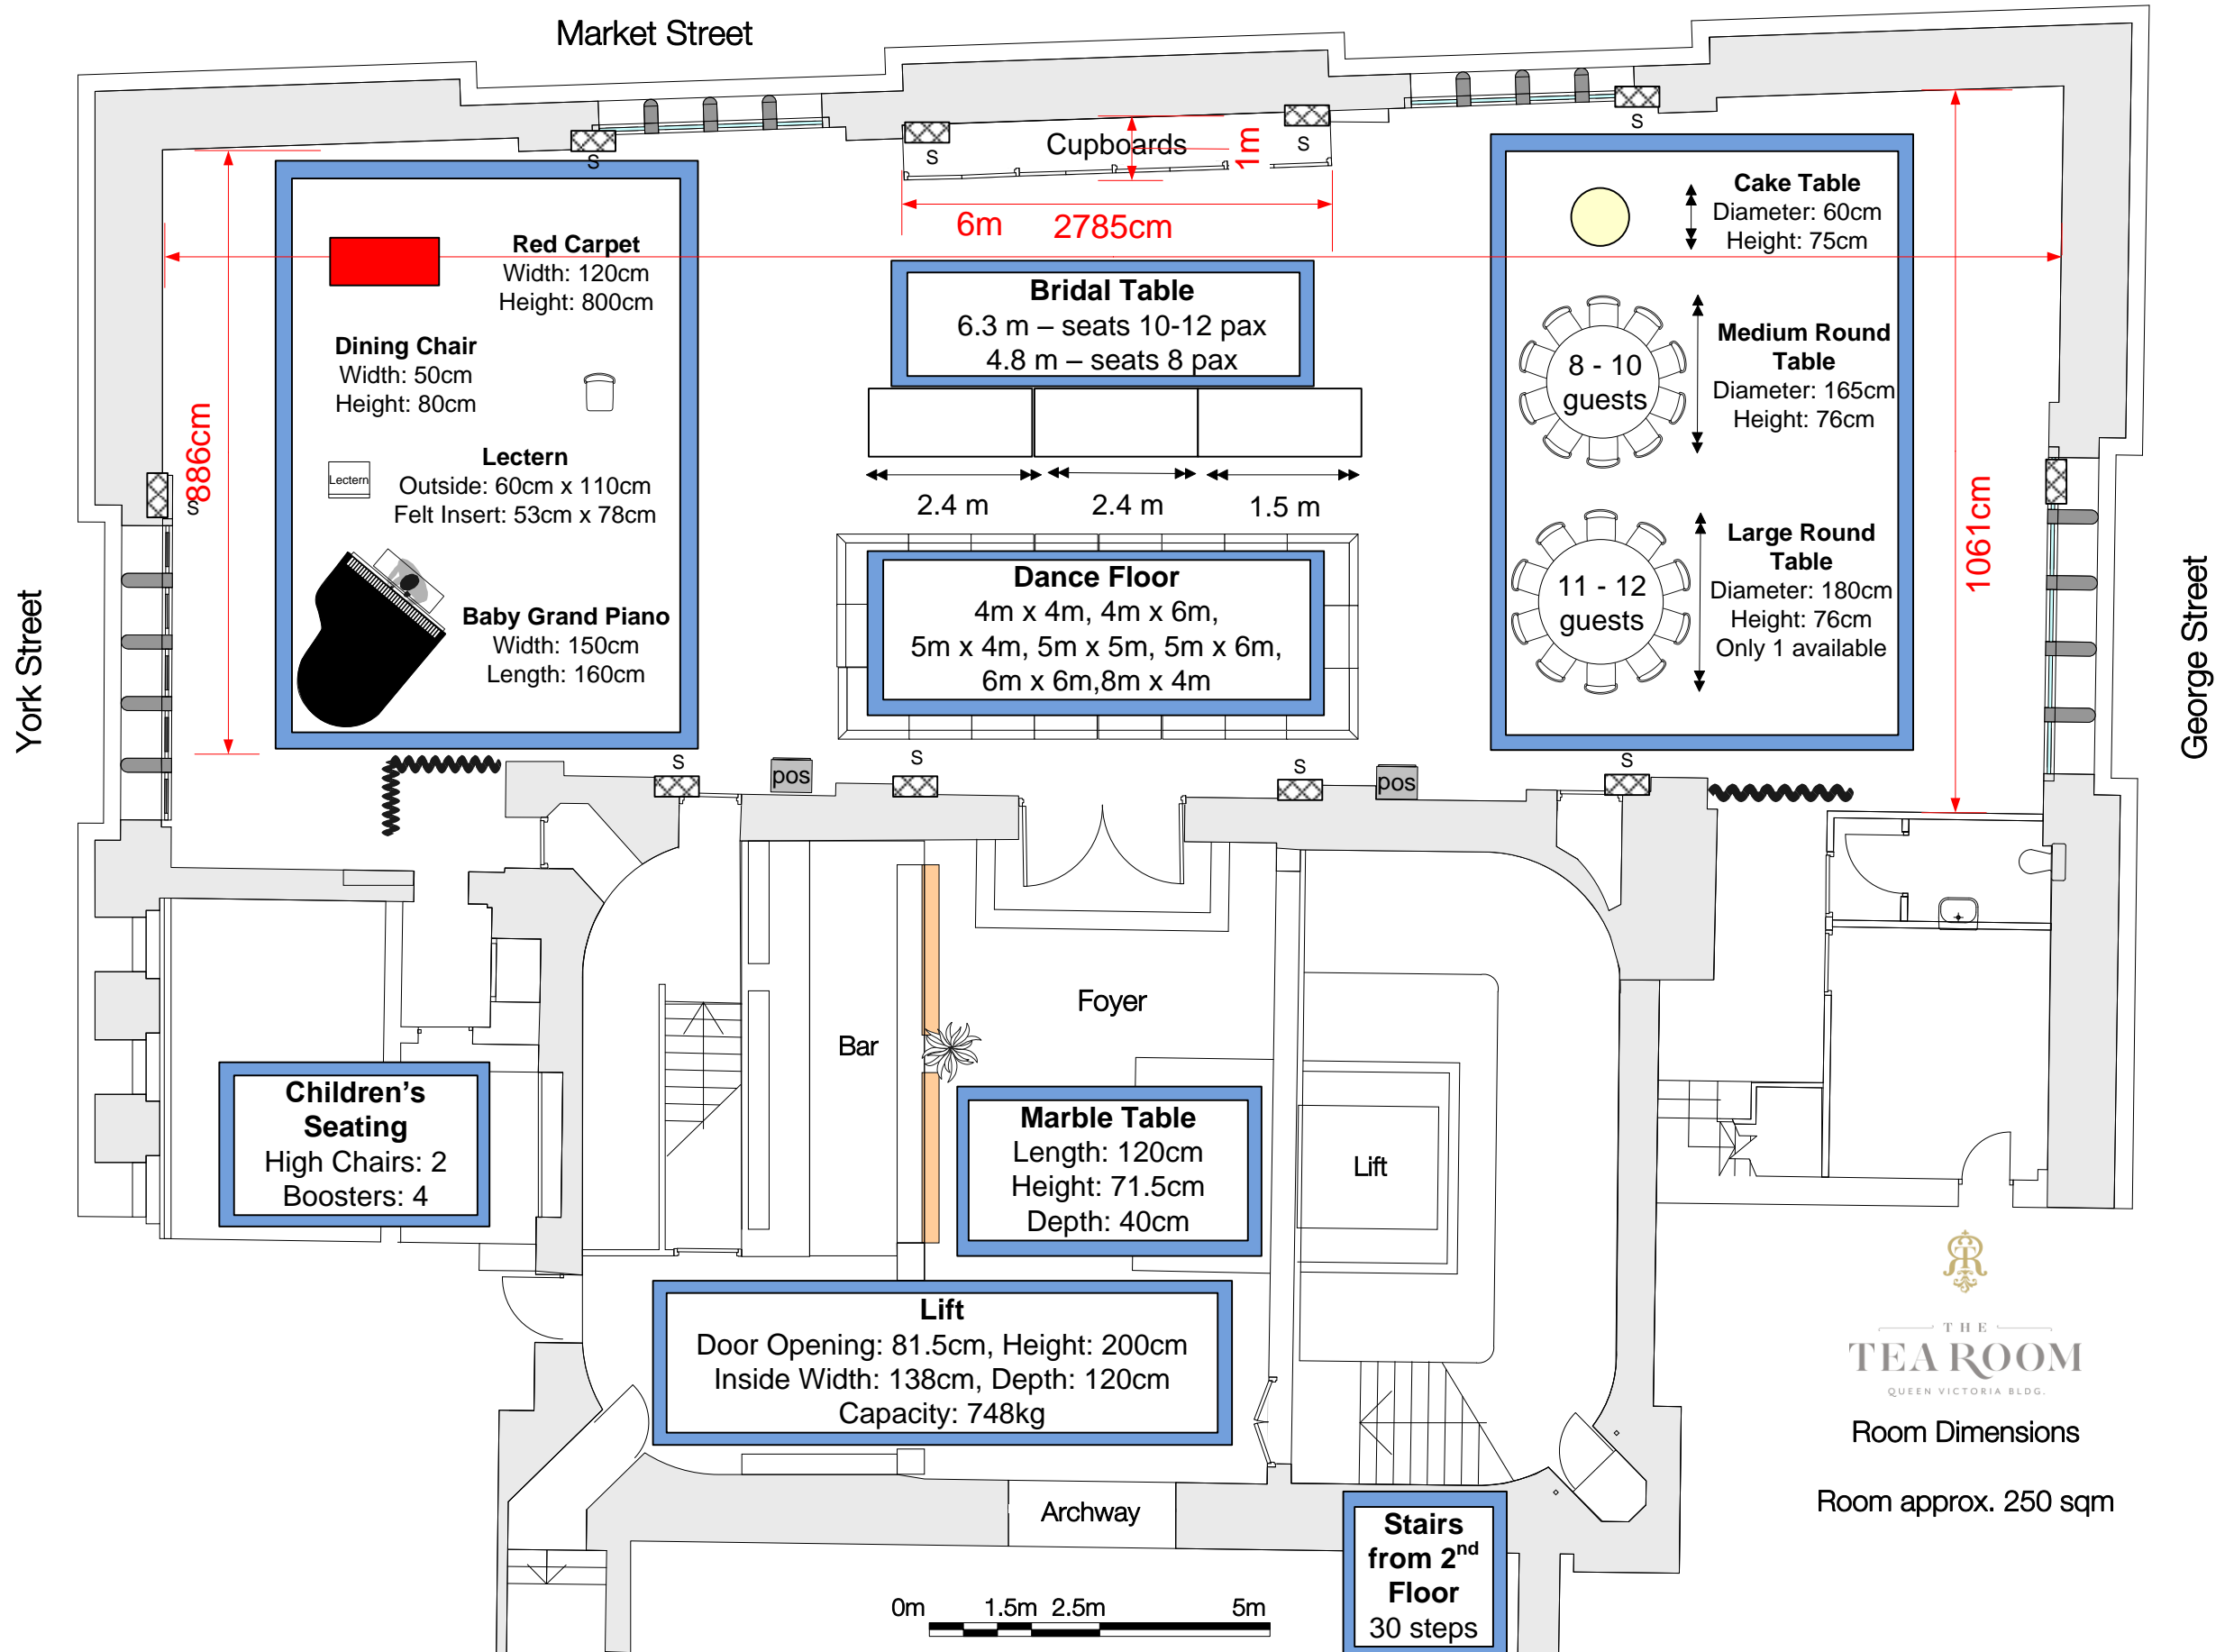 Market Street
York Street
George Street
S
S
Cupboards
S
S
1m
6m
2785cm
886cm
S
1061cm
Red Carpet
Width: 120cm
Height: 800cm
Dining Chair
Width: 50cm
Height: 80cm
Lectern
Lectern
Outside: 60cm x 110cm
Felt Insert: 53cm x 78cm
Baby Grand Piano
Width: 150cm
Length: 160cm
Bridal Table
6.3 m – seats 10-12 pax
4.8 m – seats 8 pax
2.4 m
2.4 m
1.5 m
Dance Floor
4m x 4m, 4m x 6m,
5m x 4m, 5m x 5m, 5m x 6m,
6m x 6m,8m x 4m
Cake Table
Diameter: 60cm
Height: 75cm
8 - 10
guests
Medium Round
Table
Diameter: 165cm
Height: 76cm
11 - 12
guests
Large Round
Table
Diameter: 180cm
Height: 76cm
Only 1 available
S
pos
S
S
pos
S
Foyer
Bar
Lift
Children's
Seating
High Chairs: 2
Boosters: 4
Marble Table
Length: 120cm
Height: 71.5cm
Depth: 40cm
Lift
Door Opening: 81.5cm, Height: 200cm
Inside Width: 138cm, Depth: 120cm
Capacity: 748kg
Archway
Stairs
from 2nd
Floor
30 steps
0m
1.5m
2.5m
5m
THE
TEA ROOM
QUEEN VICTORIA BLDG.
Room Dimensions
Room approx. 250 sqm